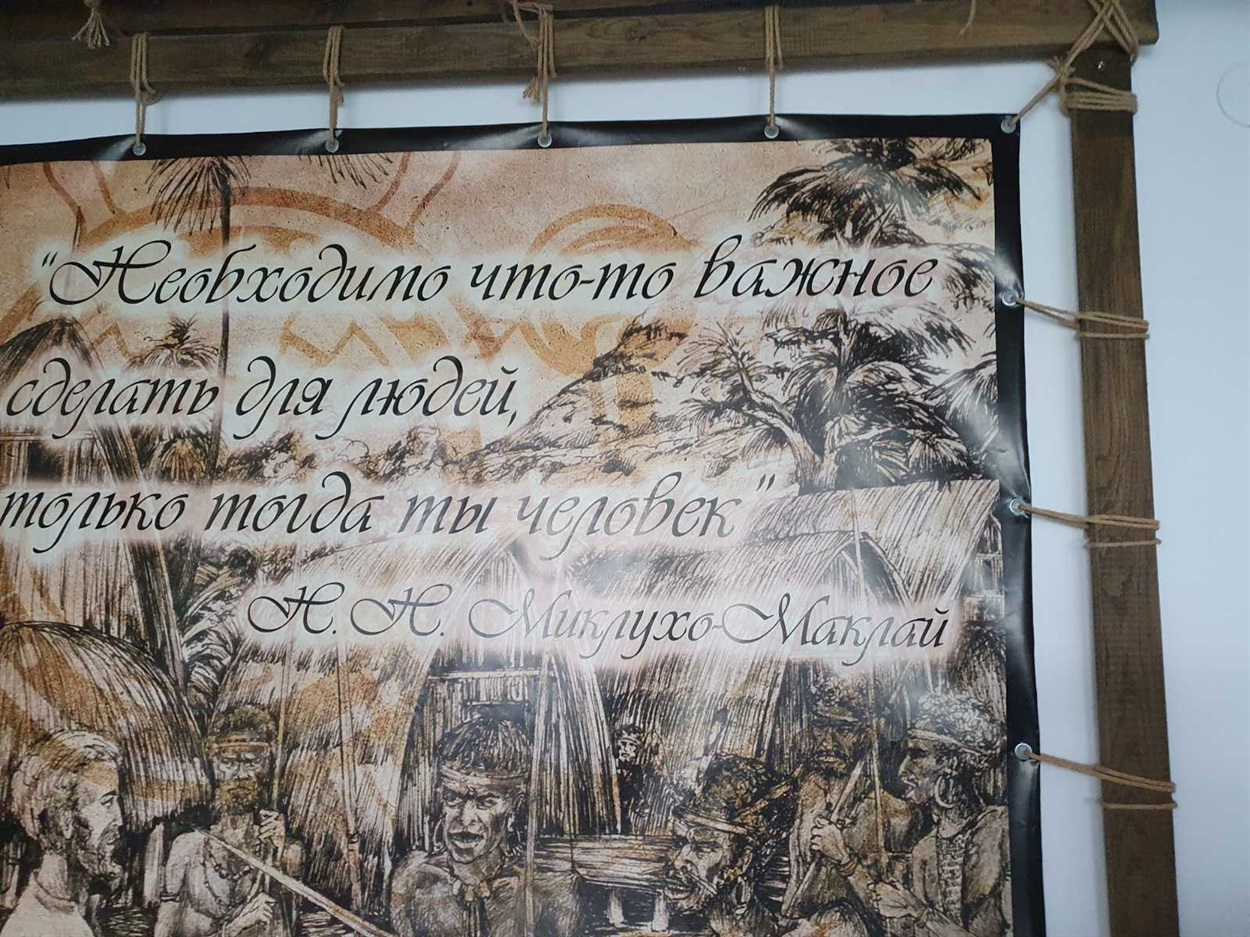 "Необходимо что-то важное
сделать для людей,
только тогда ты человек"
Н. Н. Миклухо-Маклай